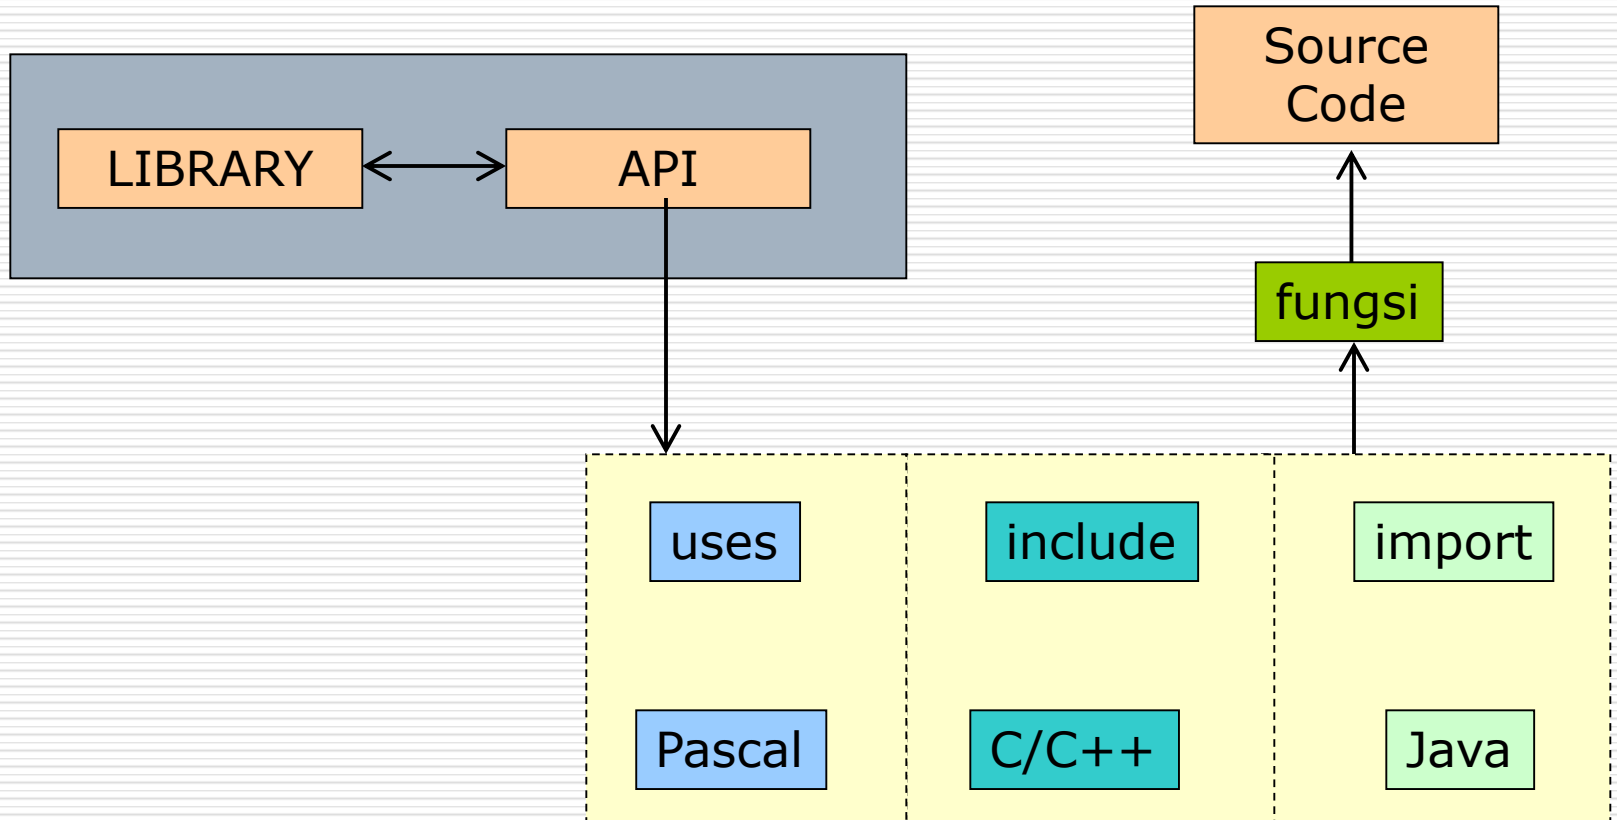 Source
Code
LIBRARY
API
fungsi
uses
include
import
Pascal
C/C++
Java